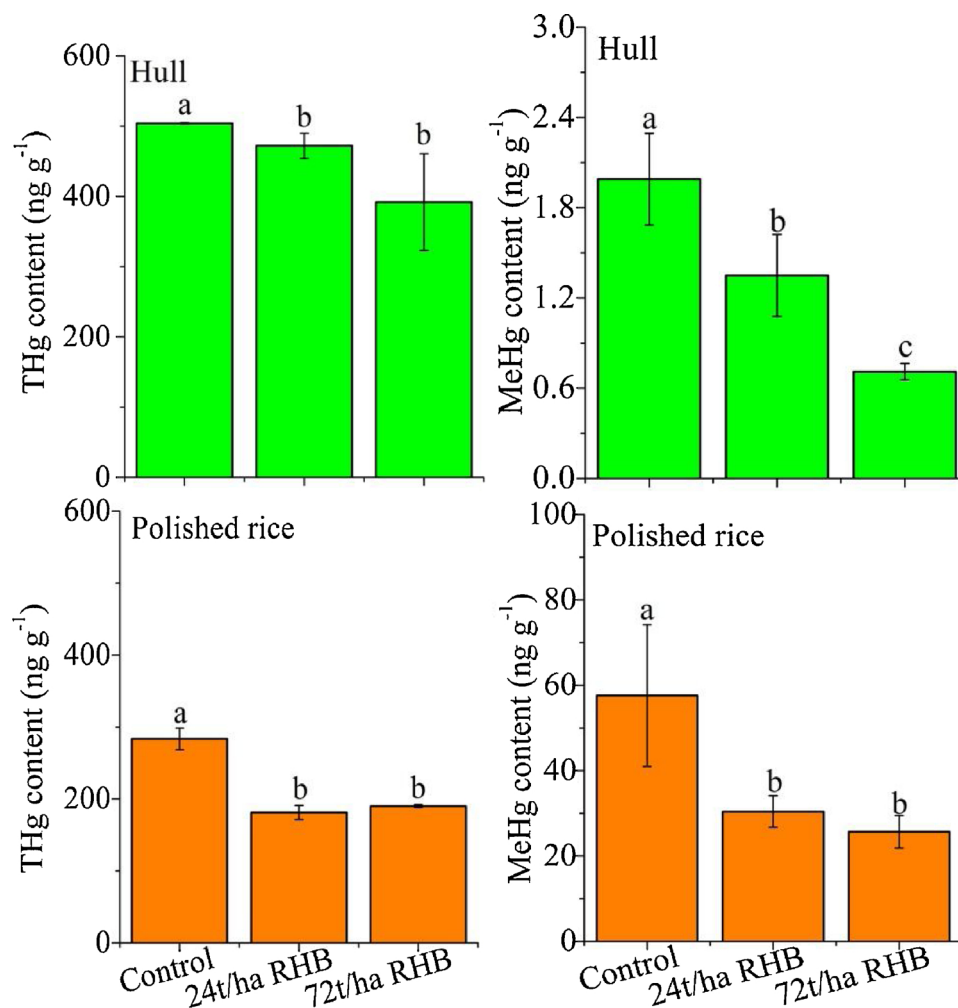 Hull
THg content (ng g⁻¹)
600
400
200
0
a
b
b
Hull
MeHg content (ng g⁻¹)
3.0
2.4
1.8
1.2
0.6
0.0
a
b
c
Polished rice
THg content (ng g⁻¹)
600
400
200
0
a
b
b
Control
24t/ha RHB
72t/ha RHB
Polished rice
MeHg content (ng g⁻¹)
100
80
60
40
20
0
a
b
b
Control
24t/ha RHB
72t/ha RHB